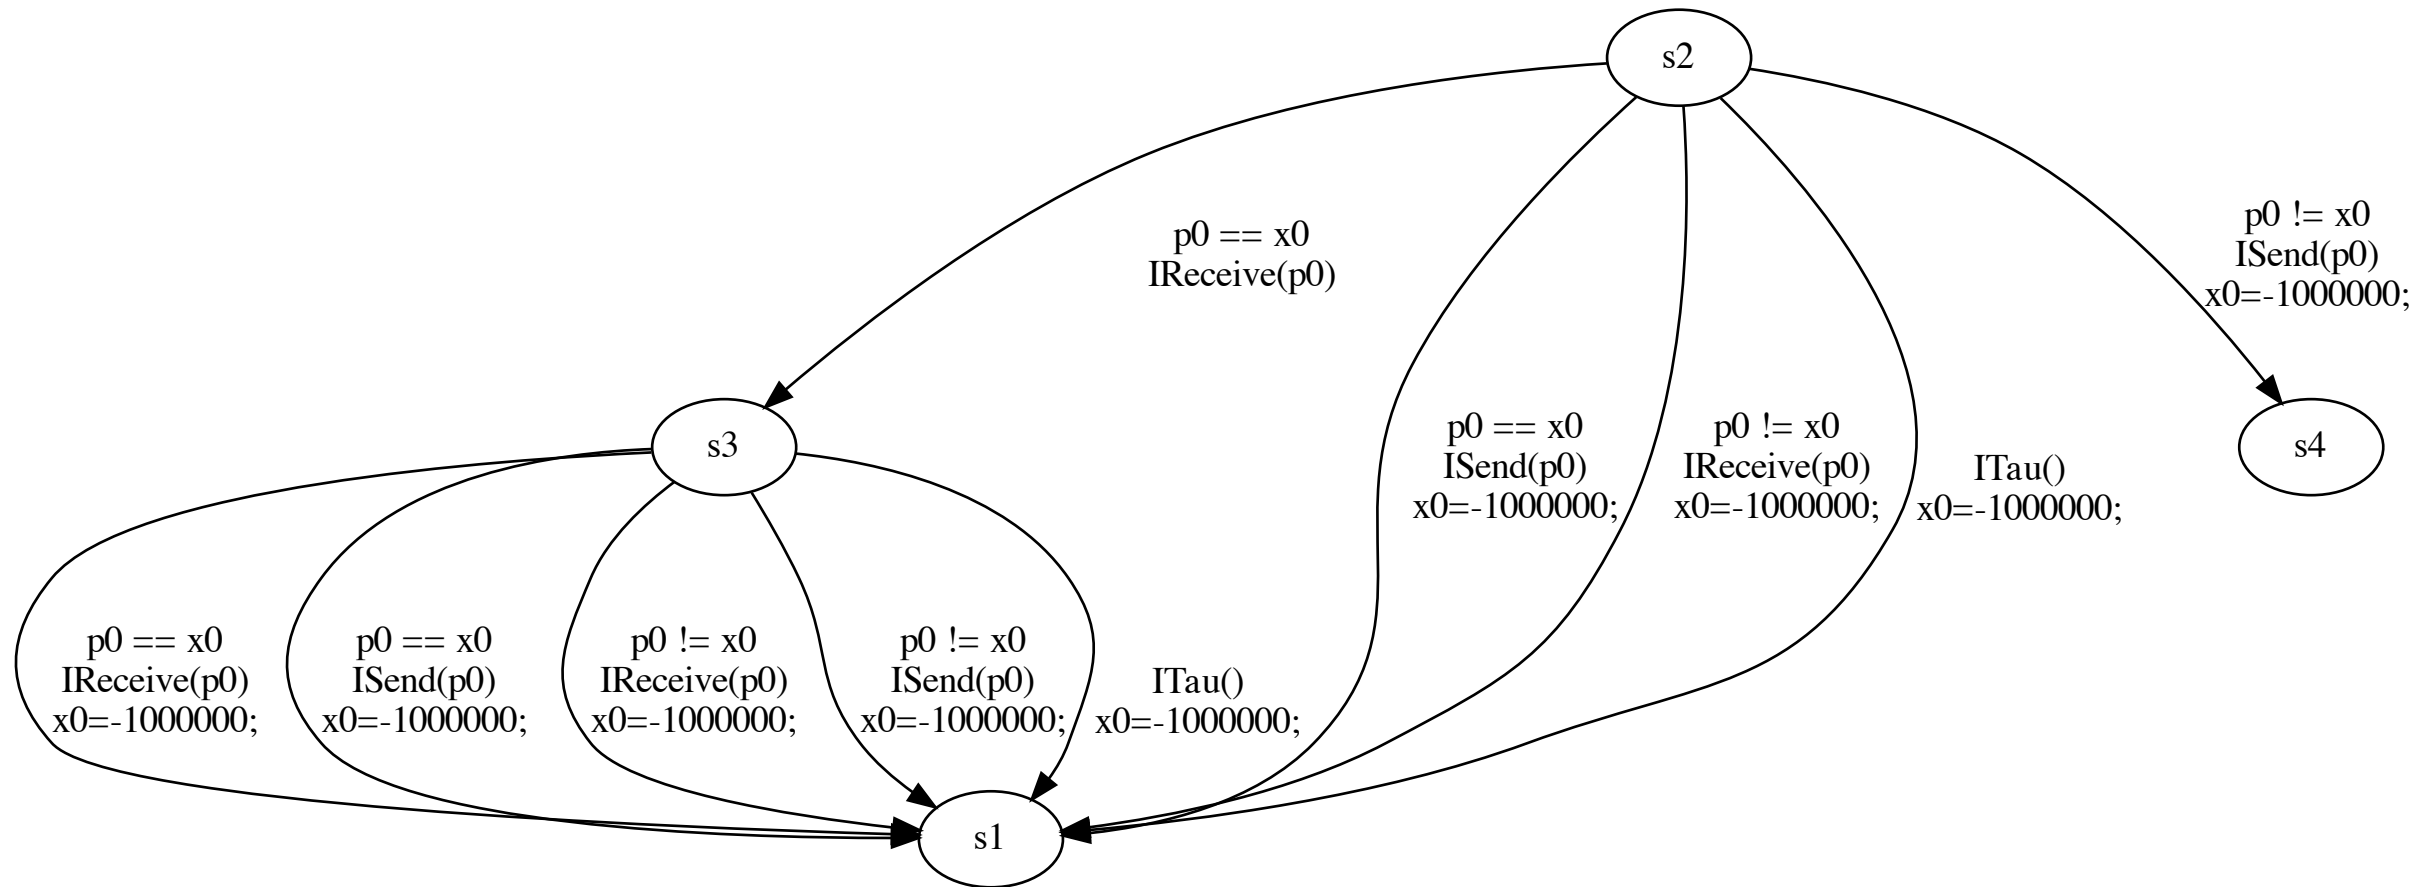 s2
p0 != x0
ISend(p0)
x0=-1000000;
p0 == x0
IReceive(p0)
s3
s4
p0 == x0
ISend(p0)
x0=-1000000;
p0 != x0
IReceive(p0)
x0=-1000000;
ITau()
x0=-1000000;
p0 == x0
IReceive(p0)
x0=-1000000;
p0 == x0
ISend(p0)
x0=-1000000;
p0 != x0
IReceive(p0)
x0=-1000000;
p0 != x0
ISend(p0)
x0=-1000000;
ITau()
x0=-1000000;
s1